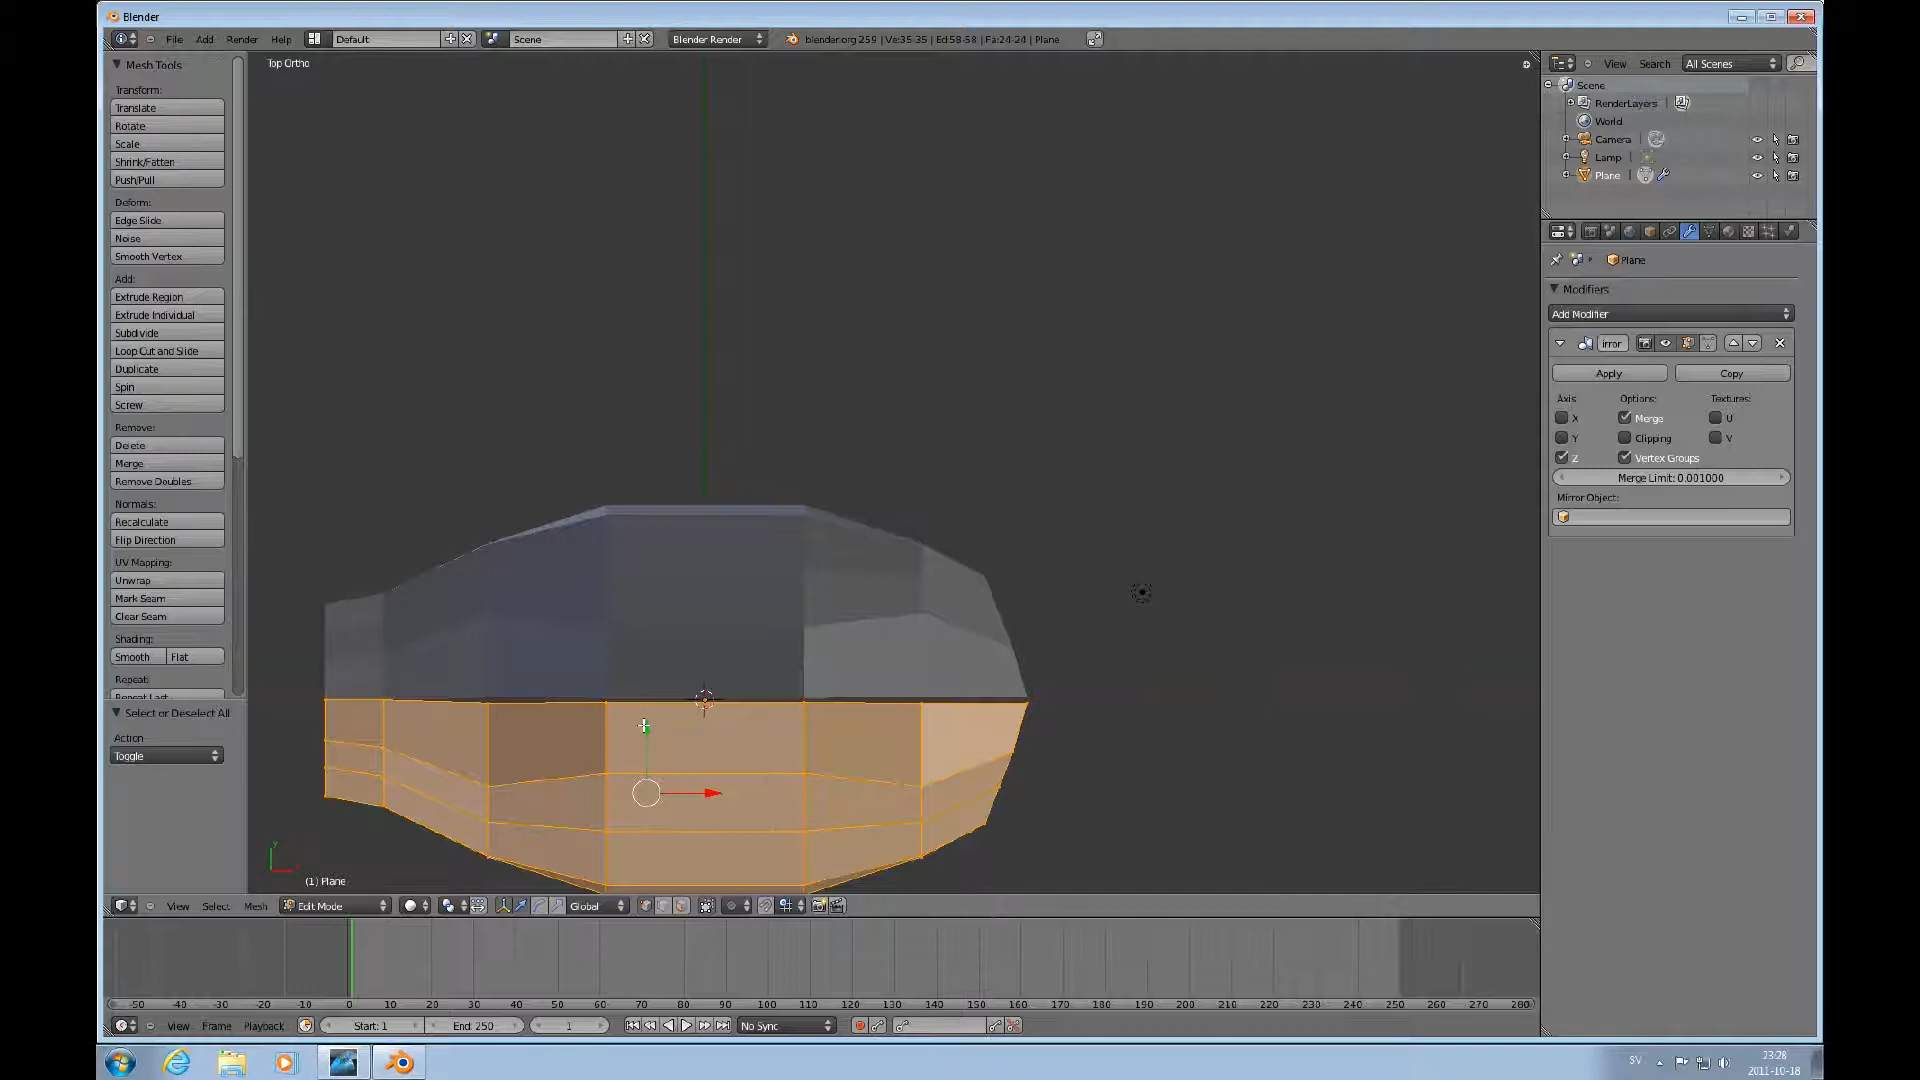 Blender
File Add Render Help Default Scene Blender Render blender.org 259 | Ve:35-35 | Ed:58-58 | Fa:24-24 | Plane
Mesh Tools
Transform:
Translate
Rotate
Scale
Shrink/Fatten
Push/Pull
Deform:
Edge Slide
Noise
Smooth Vertex
Add:
Extrude Region
Extrude Individual
Subdivide
Loop Cut and Slide
Duplicate
Spin
Screw
Remove:
Delete
Merge
Remove Doubles
Normals:
Recalculate
Flip Direction
UV Mapping:
Unwrap
Mark Seam
Clear Seam
Shading:
Smooth Flat
Repeat:
Repeat Last
Select or Deselect All
Action
Toggle
Top Ortho
(1) Plane
View Select Mesh Edit Mode Global
-50 -40 -30 -20 -10 0 10 20 30 40 50 60 70 80 90 100 110 120 130 140 150 160 170 180 190 200 210 220 230 240 250 260 270 280
View Frame Playback Start: 1 End: 250 1 No Sync
View Search All Scenes
Scene
RenderLayers
World
Camera
Lamp
Plane
Plane
Modifiers
Add Modifier
irror
Apply Copy
Axis Options: Textures:
X Merge U
Y Clipping V
Z Vertex Groups
Merge Limit: 0.001000
Mirror Object:
SV
23:28
2011-10-18